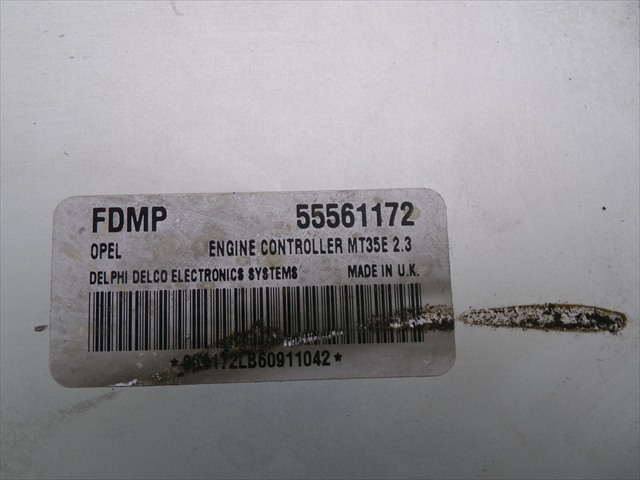 FDMP 55561172
OPEL ENGINE CONTROLLER MT35E 2.3
DELPHI DELCO ELECTRONICS SYSTEMS MADE IN U.K.